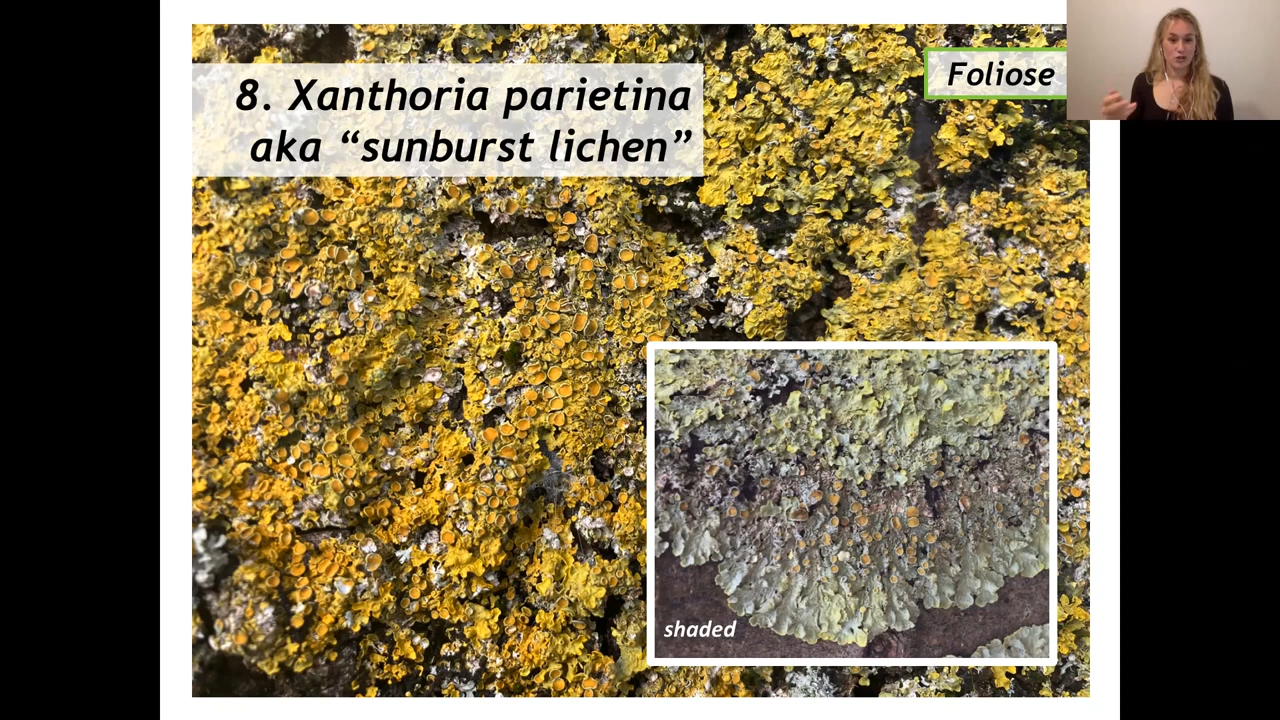 8. Xanthoria parietina
aka “sunburst lichen”
Foliose
shaded